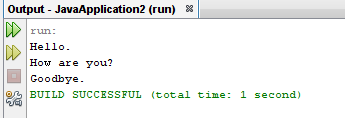 Output - JavaApplication2 (run)
run:
Hello.
How are you?
Goodbye.
BUILD SUCCESSFUL (total time: 1 second)